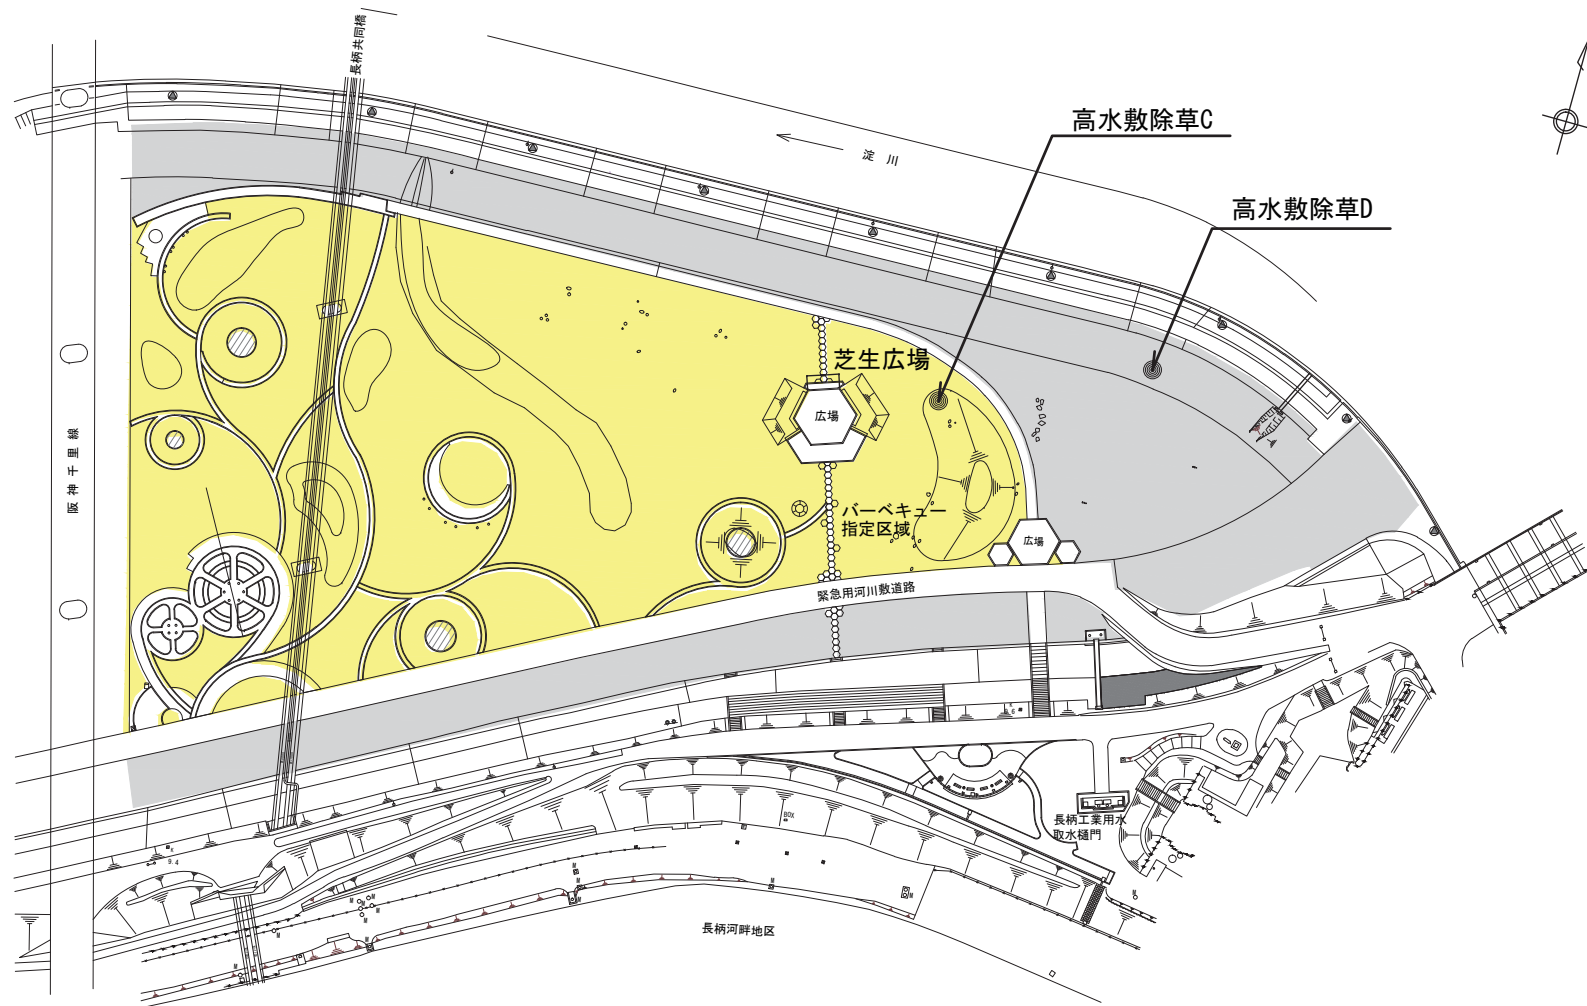 長柄共同橋
高水敷除草C
淀川
高水敷除草D
芝生広場
広場
阪神千里線
バーベキュー
指定区域
広場
緊急用河川敷道路
BOX
長柄工業用水
取水樋門
9.4
長柄河畔地区